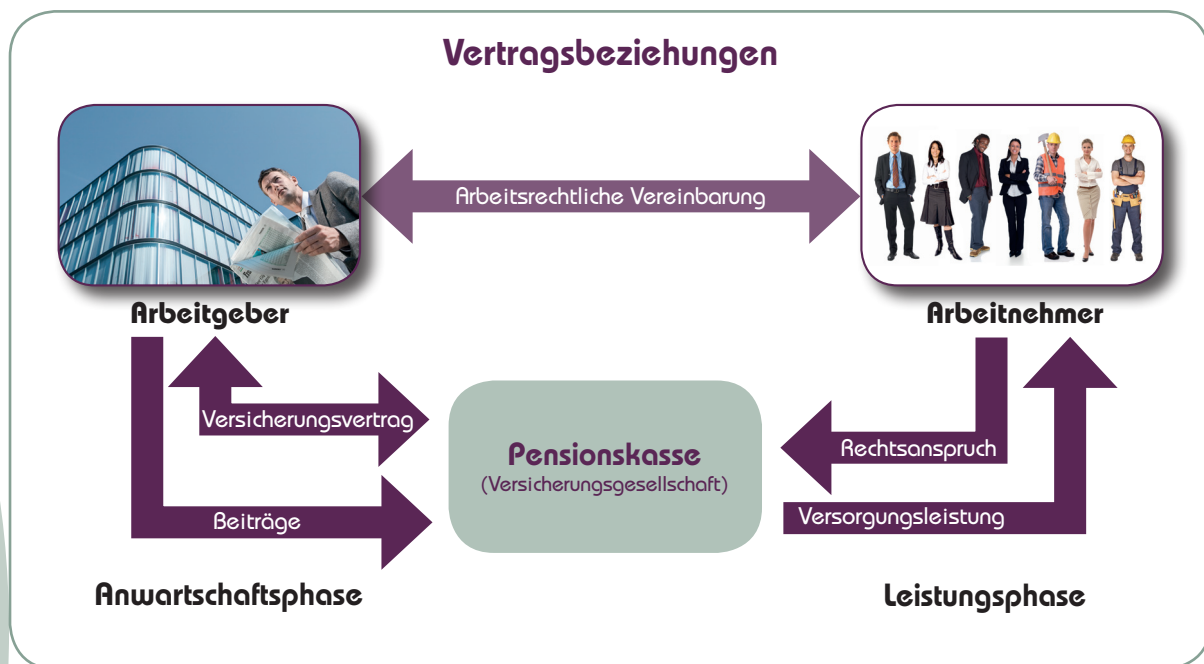 Vertragsbeziehungen
Arbeitsrechtliche Vereinbarung
Arbeitgeber
Arbeitnehmer
Versicherungsvertrag
Pensionskasse
(Versicherungsgesellschaft)
Rechtsanspruch
Beiträge
Versorgungsleistung
Anwartschaftsphase
Leistungsphase